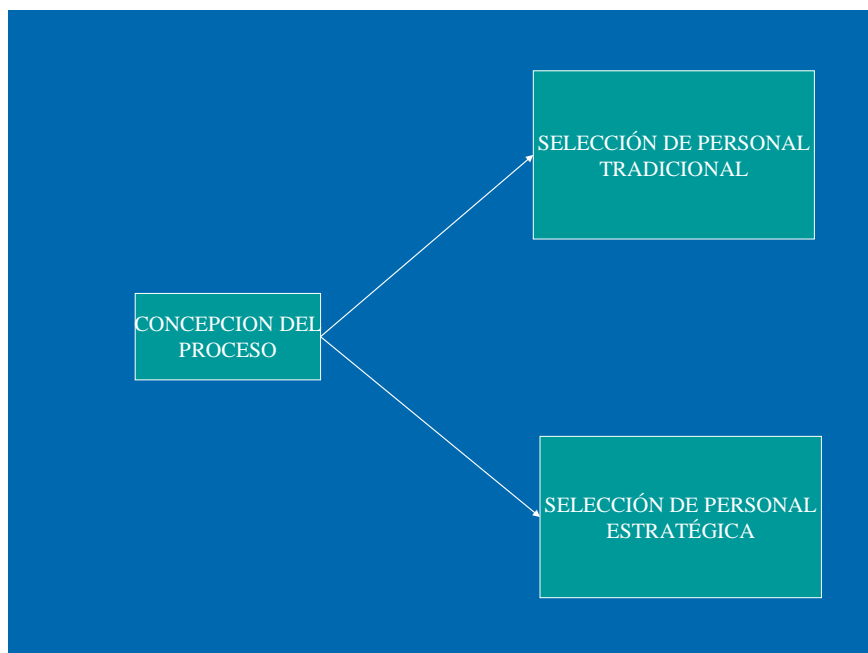 SELECCIÓN DE PERSONAL
TRADICIONAL
CONCEPCION DEL
PROCESO
SELECCIÓN DE PERSONAL
ESTRATÉGICA